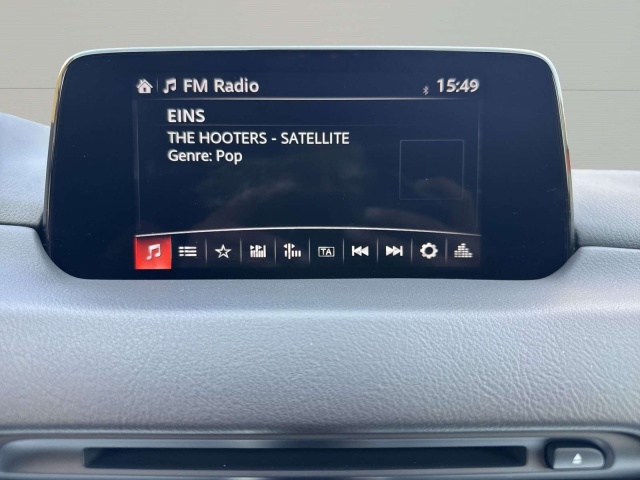 FM Radio 15:49
EINS
THE HOOTERS - SATELLITE
Genre: Pop
TA